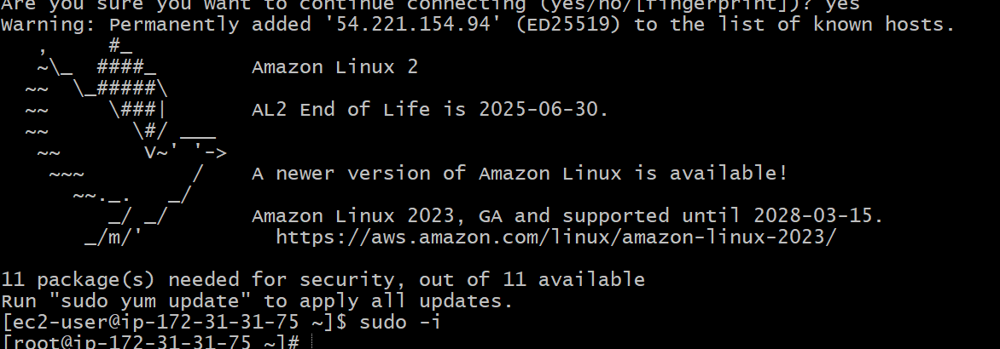 Are you sure you want to continue connecting (yes/no/[fingerprint])? yes
Warning: Permanently added '54.221.154.94' (ED25519) to the list of known hosts.
   ,     #_
   ~\_  ####_        Amazon Linux 2
  ~~   \_#####\
  ~~     \###|       AL2 End of Life is 2025-06-30.
  ~~       \#/ ___
   ~~       V~' '->
    ~~~         /    A newer version of Amazon Linux is available!
      ~~._.   _/
         _/ _/       Amazon Linux 2023, GA and supported until 2028-03-15.
       _/m/'           https://aws.amazon.com/linux/amazon-linux-2023/
11 package(s) needed for security, out of 11 available
Run "sudo yum update" to apply all updates.
[ec2-user@ip-172-31-31-75 ~]$ sudo -i
[root@ip-172-31-31-75 ~]#